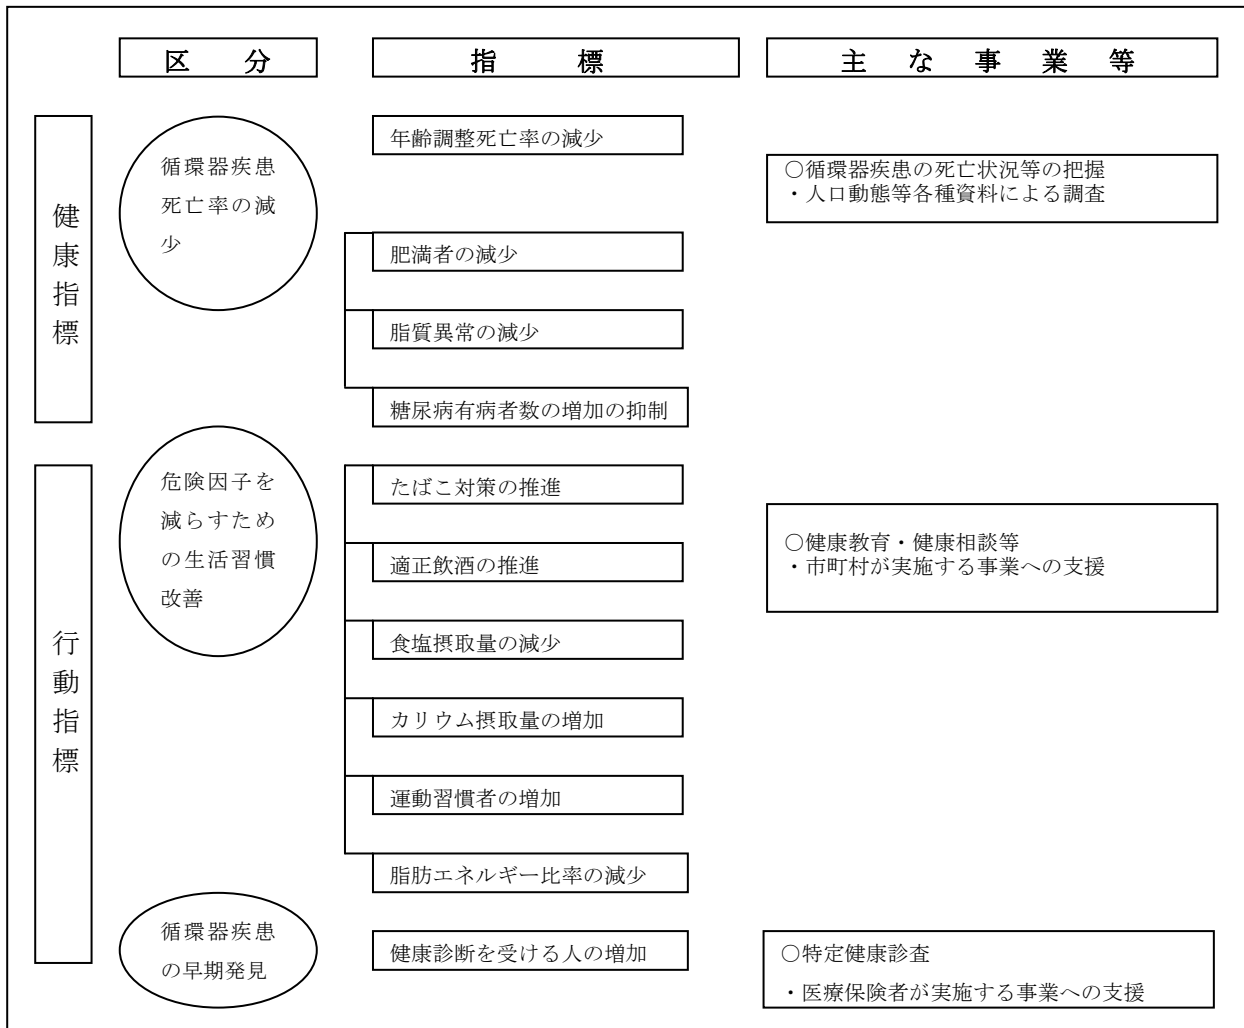 区 分
指 標
主 な 事 業 等
健康指標
循環器疾患
死亡率の減
少
年齢調整死亡率の減少
○循環器疾患の死亡状況等の把握
・人口動態等各種資料による調査
肥満者の減少
脂質異常の減少
糖尿病有病者数の増加の抑制
行動指標
危険因子を
減らすため
の生活習慣
改善
たばこ対策の推進
適正飲酒の推進
○健康教育・健康相談等
・市町村が実施する事業への支援
食塩摂取量の減少
カリウム摂取量の増加
運動習慣者の増加
脂肪エネルギー比率の減少
循環器疾患
の早期発見
健康診断を受ける人の増加
○特定健康診査
・医療保険者が実施する事業への支援